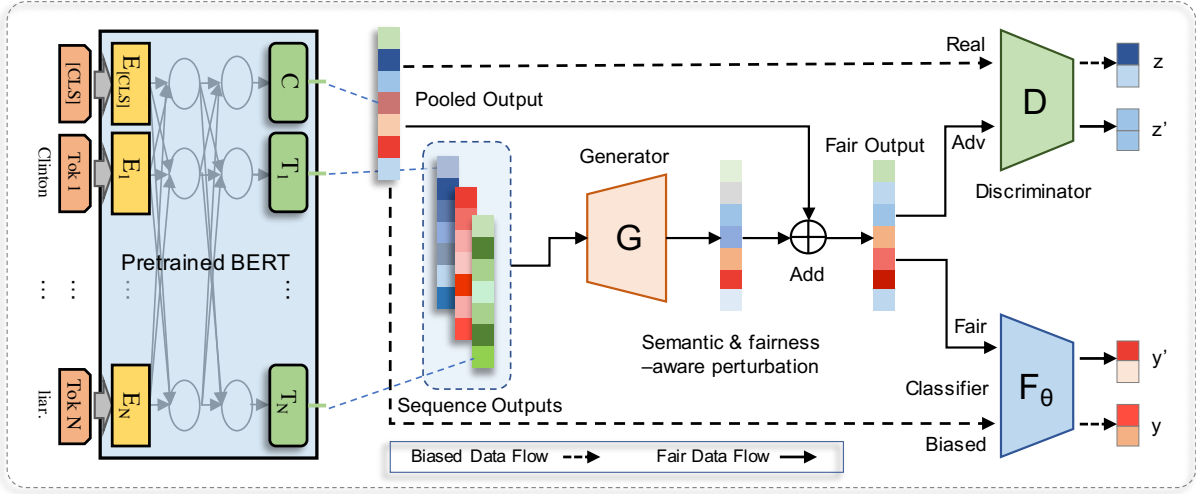 [CLS]
Clinton
Tok 1
...
...
liar.
Tok N
E[CLS]
E1
...
EN
Pretrained BERT
C
T1
...
TN
Pooled Output
Sequence Outputs
Generator
G
Semantic & fairness
–aware perturbation
Add
Fair Output
Real
Adv
D
Discriminator
z
z'
Fair
Classifier
Biased
Fθ
y'
y
Biased Data Flow
Fair Data Flow